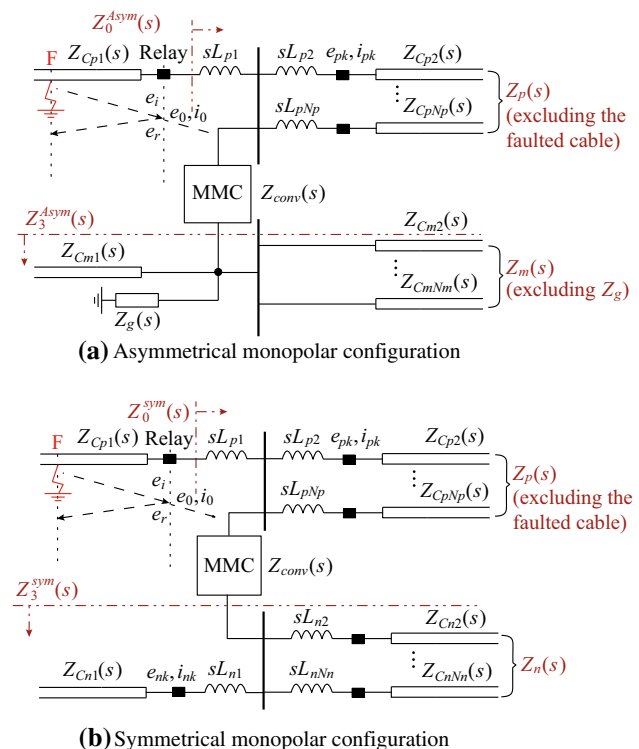 Z_0^{Asym}(s)
F Z_{Cp1}(s) Relay sL_{p1} sL_{p2} e_{pk}, i_{pk} Z_{Cp2}(s)
e_i e_0, i_0 sL_{pNp} ⋮ Z_{CpNp}(s) Z_p(s)
e_r (excluding the
faulted cable)
MMC Z_{conv}(s)
Z_3^{Asym}(s)
Z_{Cm1}(s) Z_{Cm2}(s)
⋮ Z_m(s)
Z_{CmNm}(s) (excluding Z_g)
Z_g(s)
(a) Asymmetrical monopolar configuration
Z_0^{sym}(s)
F Z_{Cp1}(s) Relay sL_{p1} sL_{p2} e_{pk}, i_{pk} Z_{Cp2}(s)
e_i e_0, i_0 sL_{pNp} ⋮ Z_{CpNp}(s) Z_p(s)
e_r (excluding the
faulted cable)
MMC Z_{conv}(s)
Z_3^{sym}(s)
sL_{n2} Z_{Cn2}(s)
⋮ Z_n(s)
Z_{Cn1}(s) e_{nk}, i_{nk} sL_{n1} sL_{nNn} Z_{CnNn}(s)
(b) Symmetrical monopolar configuration